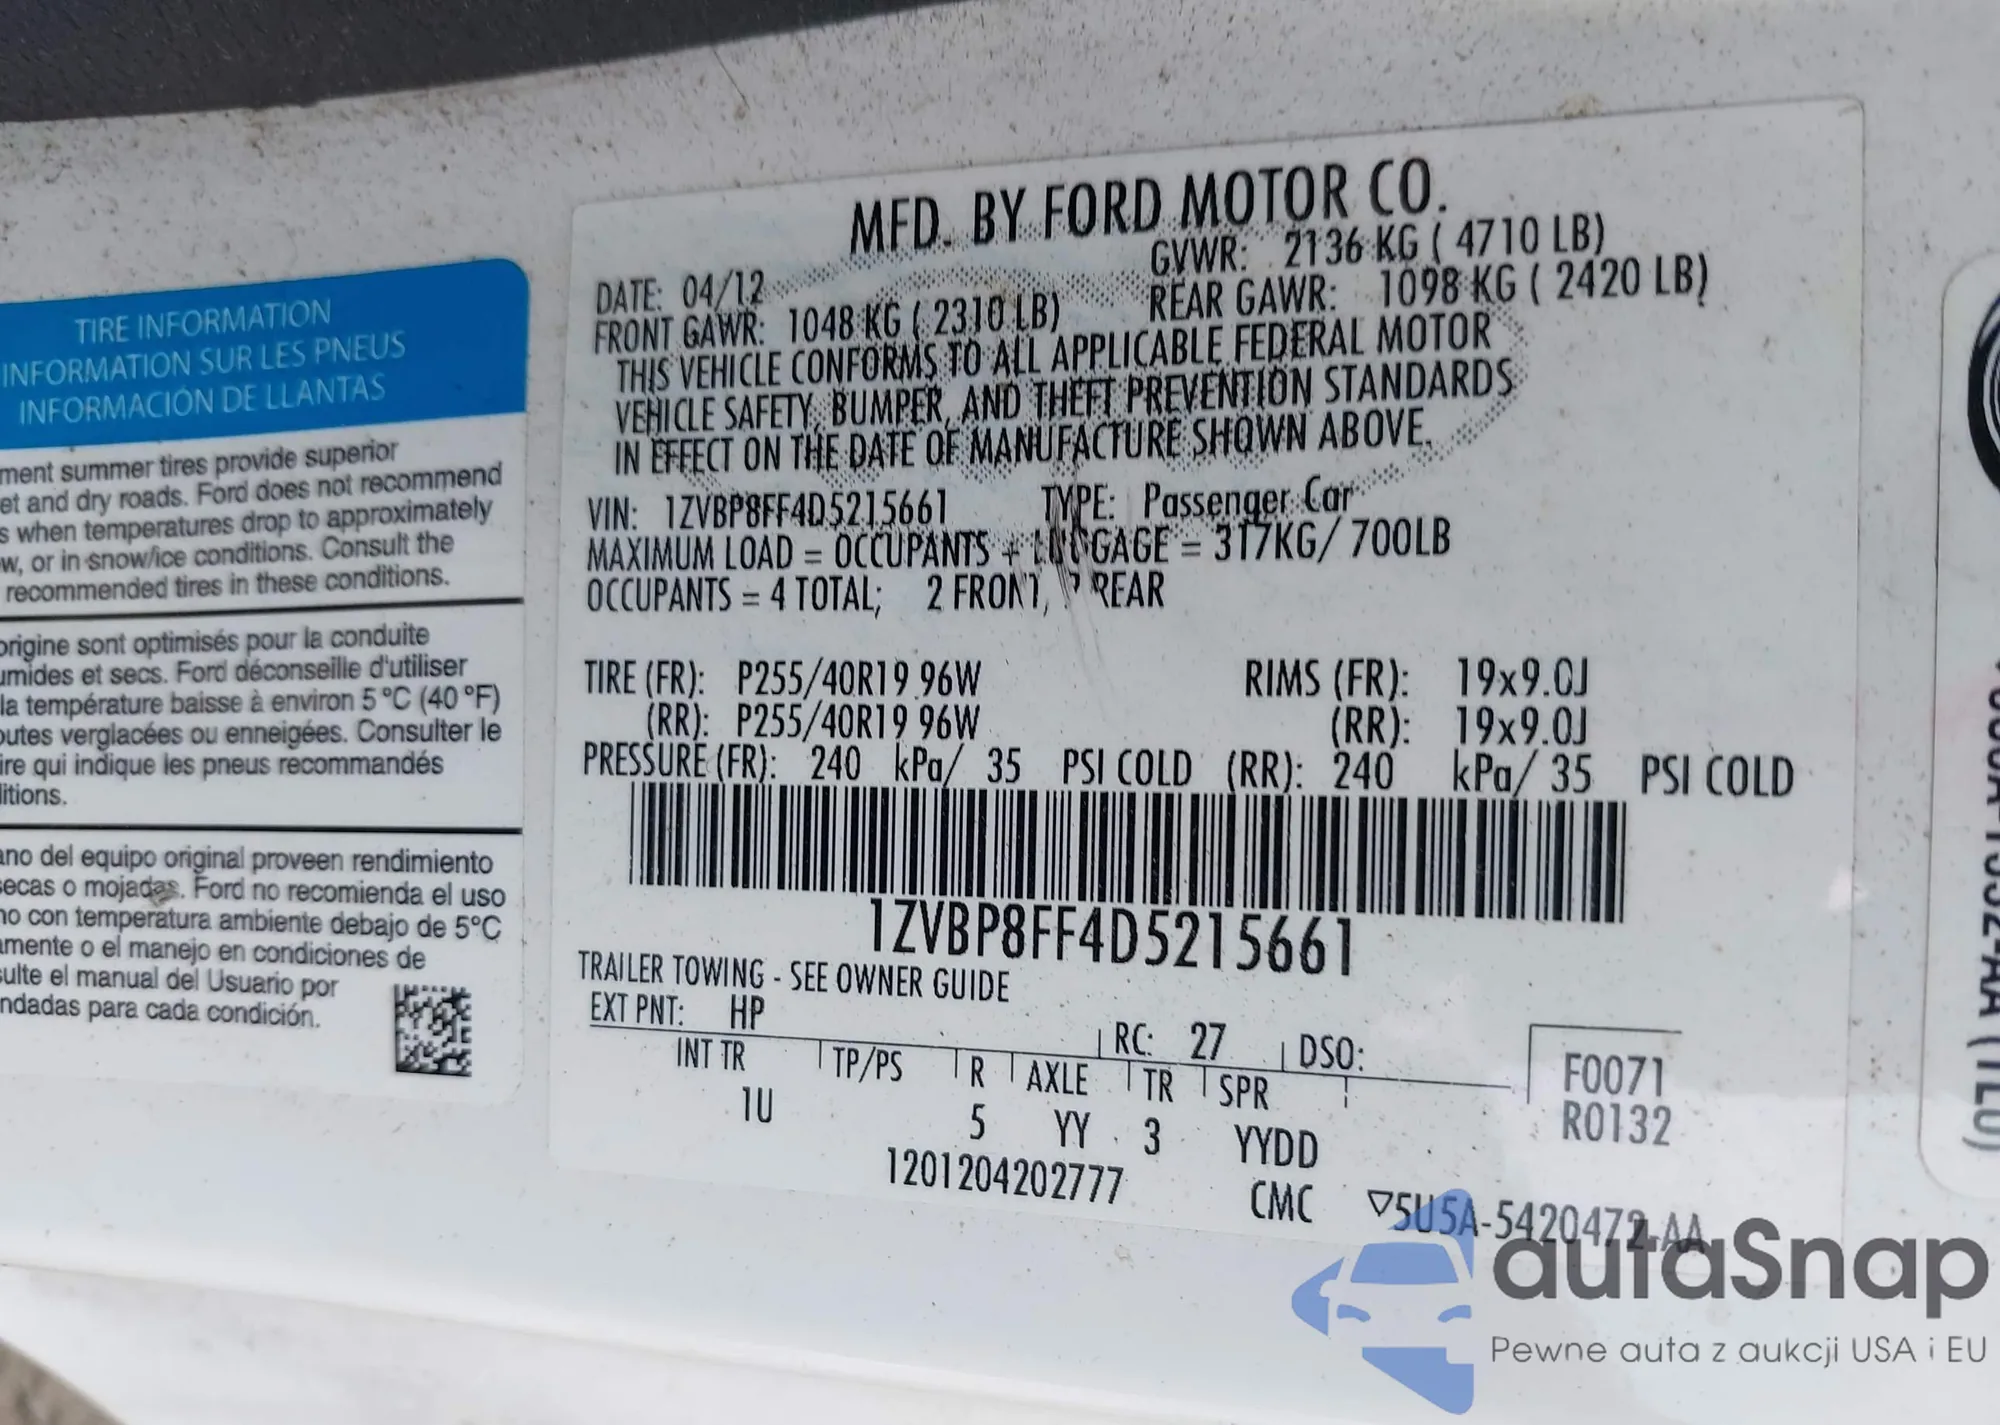 TIRE INFORMATION
INFORMATION SUR LES PNEUS
INFORMACIÓN DE LLANTAS
ment summer tires provide superior
et and dry roads. Ford does not recommend
s when temperatures drop to approximately
w, or in snow/ice conditions. Consult the
recommended tires in these conditions.
origine sont optimisés pour la conduite
umides et secs. Ford déconseille d'utiliser
la température baisse à environ 5 °C (40 °F)
outes verglacées ou enneigées. Consulter le
ire qui indique les pneus recommandés
litions.
ano del equipo original proveen rendimiento
secas o mojadas. Ford no recomienda el uso
no con temperatura ambiente debajo de 5°C
amente o el manejo en condiciones de
sulte el manual del Usuario por
ndadas para cada condición.
MFD. BY FORD MOTOR CO.
DATE: 04/12 GVWR: 2136 KG ( 4710 LB)
FRONT GAWR: 1048 KG ( 2310 LB) REAR GAWR: 1098 KG ( 2420 LB)
THIS VEHICLE CONFORMS TO ALL APPLICABLE FEDERAL MOTOR
VEHICLE SAFETY, BUMPER, AND THEFT PREVENTION STANDARDS
IN EFFECT ON THE DATE OF MANUFACTURE SHOWN ABOVE.
VIN: 1ZVBP8FF4D5215661 TYPE: Passenger Car
MAXIMUM LOAD = OCCUPANTS + LUGGAGE = 317KG/ 700LB
OCCUPANTS = 4 TOTAL; 2 FRONT, 2 REAR
TIRE (FR): P255/40R19 96W RIMS (FR): 19x9.0J
(RR): P255/40R19 96W (RR): 19x9.0J
PRESSURE (FR): 240 kPa/ 35 PSI COLD (RR): 240 kPa/ 35 PSI COLD
1ZVBP8FF4D5215661
TRAILER TOWING - SEE OWNER GUIDE
EXT PNT: HP RC: 27 DSO:
INT TR TP/PS R AXLE TR SPR
1U 5 YY 3 YYDD
F0071
R0132
1201204202777 CMC ▽5U5A-5420472-AA
autaSnap
Pewne auta z aukcji USA i EU